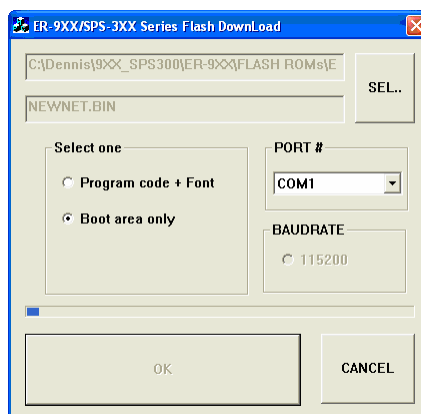 ER-9XX/SPS-3XX Series Flash DownLoad
C:\Dennis\9XX_SPS300\ER-9XX\FLASH ROMs\E
SEL..
NEWNET.BIN
Select one
PORT #
Program code + Font
COM1
Boot area only
BAUDRATE
115200
OK
CANCEL